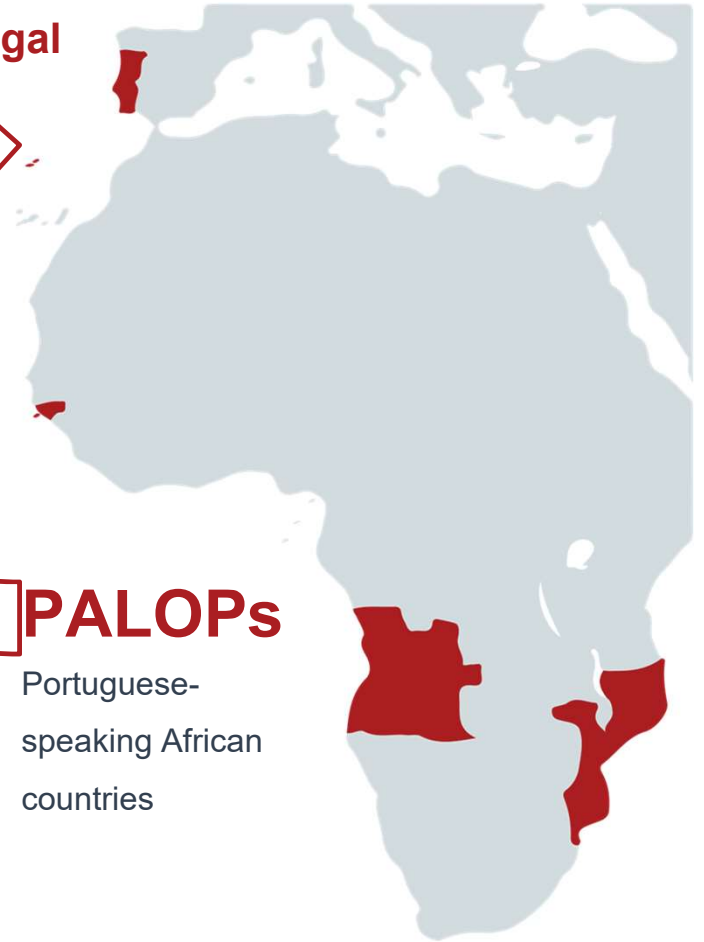 gal
PALOPs
Portuguese-
speaking African
countries